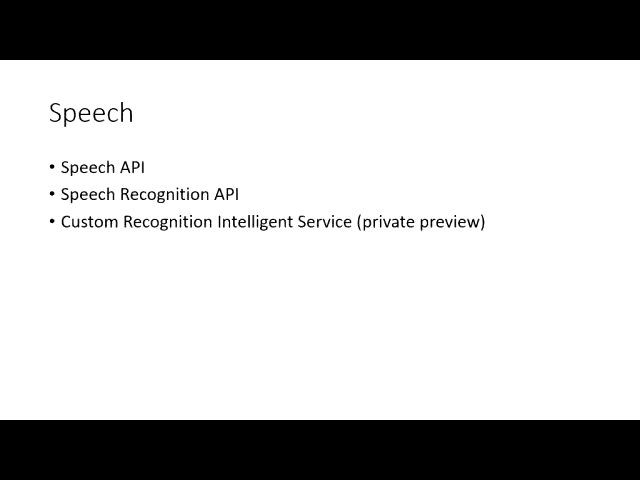 Speech
• Speech API
• Speech Recognition API
• Custom Recognition Intelligent Service (private preview)